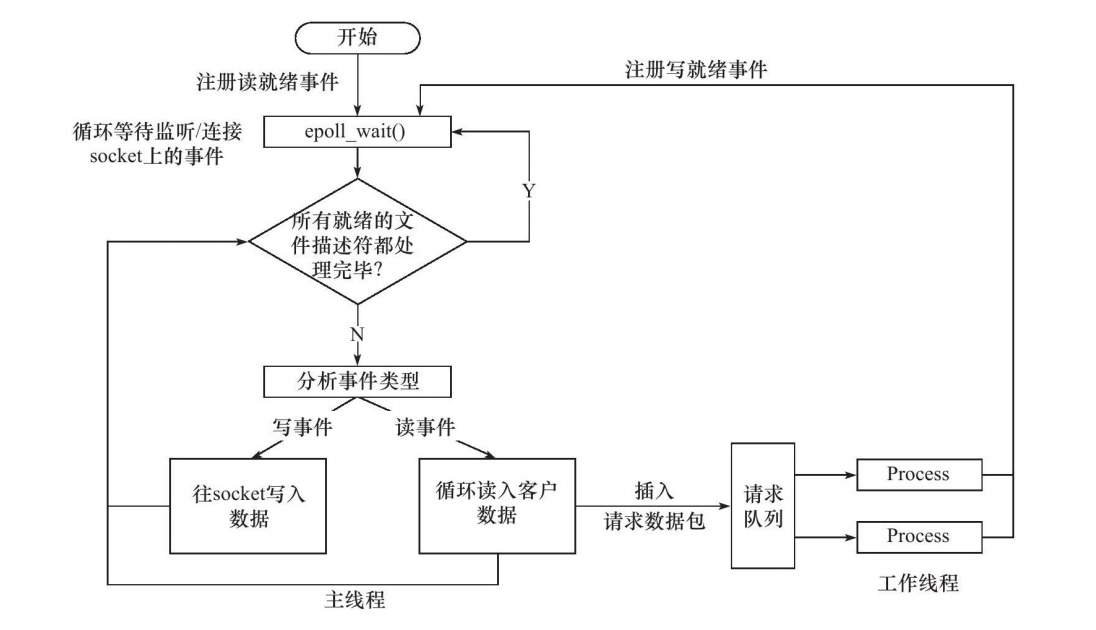 开始
注册读就绪事件
注册写就绪事件
循环等待监听/连接
socket上的事件
epoll_wait()
Y
所有就绪的文
件描述符都处
理完毕？
N
分析事件类型
写事件
读事件
往socket写入
数据
循环读入客户
数据
插入
请求数据包
请求
队列
Process
Process
工作线程
主线程